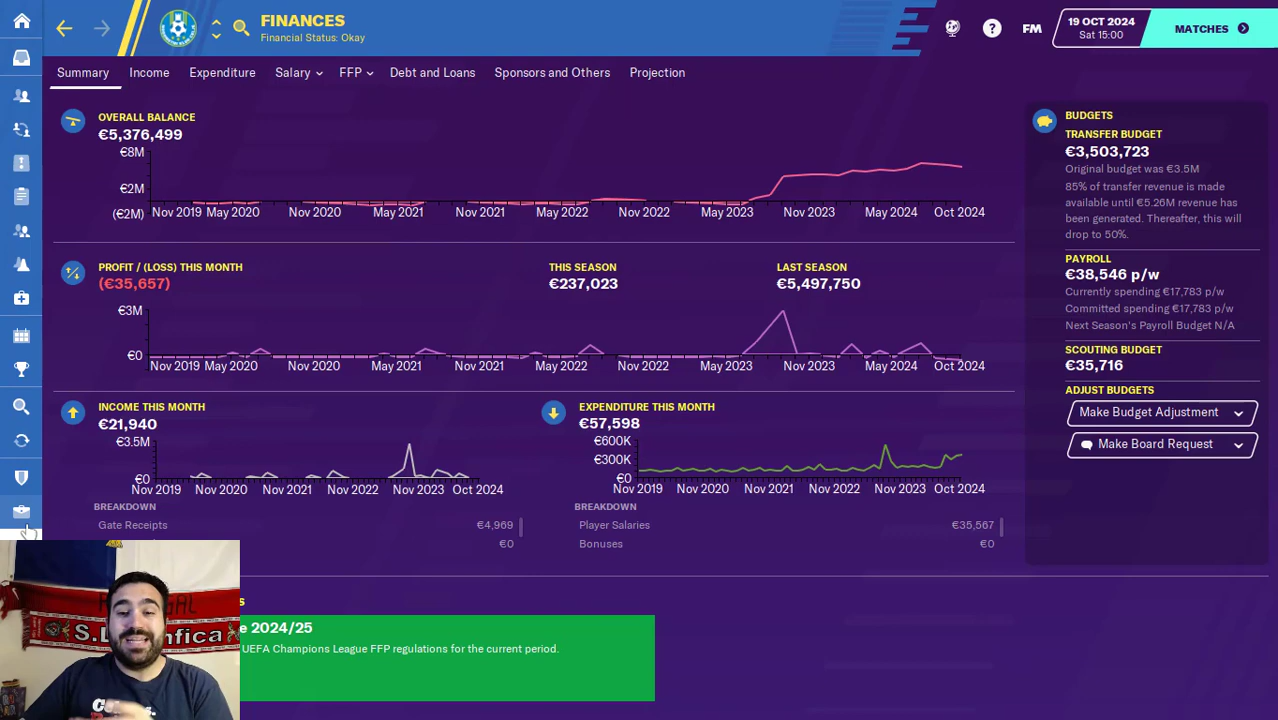 FINANCES
Financial Status: Okay
FM
19 OCT 2024
Sat 15:00
MATCHES
Summary Income Expenditure Salary FFP Debt and Loans Sponsors and Others Projection
OVERALL BALANCE
€5,376,499
€8M
€2M
(€2M)
Nov 2019 May 2020 Nov 2020 May 2021 Nov 2021 May 2022 Nov 2022 May 2023 Nov 2023 May 2024 Oct 2024
PROFIT / (LOSS) THIS MONTH
(€35,657)
THIS SEASON
€237,023
LAST SEASON
€5,497,750
€3M
€0
Nov 2019 May 2020 Nov 2020 May 2021 Nov 2021 May 2022 Nov 2022 May 2023 Nov 2023 May 2024 Oct 2024
INCOME THIS MONTH
€21,940
€3.5M
€0
Nov 2019 Nov 2020 Nov 2021 Nov 2022 Nov 2023 Oct 2024
BREAKDOWN
Gate Receipts €4,969
€0
EXPENDITURE THIS MONTH
€57,598
€600K
€300K
€0
Nov 2019 Nov 2020 Nov 2021 Nov 2022 Nov 2023 Oct 2024
BREAKDOWN
Player Salaries €35,567
Bonuses €0
BUDGETS
TRANSFER BUDGET
€3,503,723
Original budget was €3.5M
85% of transfer revenue is made
available until €5.26M revenue has
been generated. Thereafter, this will
drop to 50%.
PAYROLL
€38,546 p/w
Currently spending €17,783 p/w
Committed spending €17,783 p/w
Next Season's Payroll Budget N/A
SCOUTING BUDGET
€35,716
ADJUST BUDGETS
Make Budget Adjustment
Make Board Request
S
e 2024/25
UEFA Champions League FFP regulations for the current period.
S.L. nfica